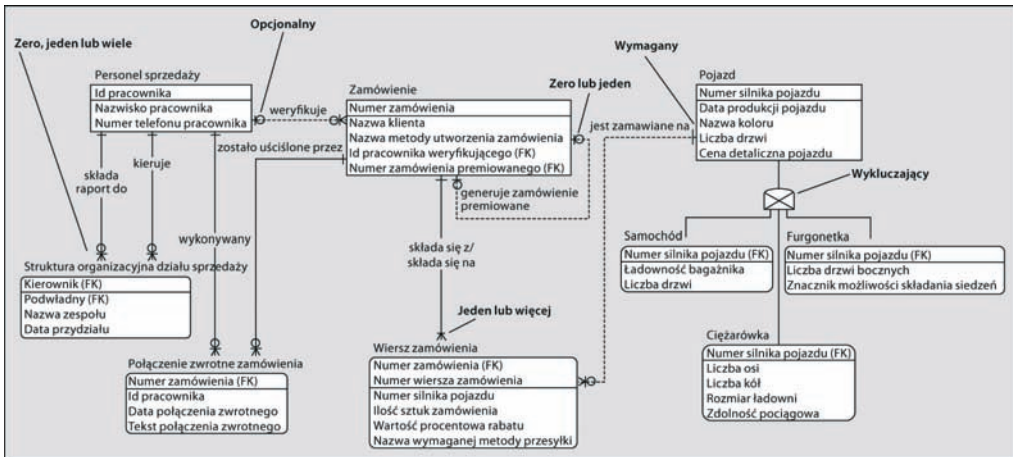 Opcjonalny
Zero, jeden lub wiele
Wymagany
Personel sprzedaży
Id pracownika
Nazwisko pracownika
Numer telefonu pracownika
weryfikuje
Zamówienie
Numer zamówienia
Nazwa klienta
Nazwa metody utworzenia zamówienia
Id pracownika weryfikującego (FK)
Numer zamówienia premiowanego (FK)
Zero lub jeden
jest zamawiane na
Pojazd
Numer silnika pojazdu
Data produkcji pojazdu
Nazwa koloru
Liczba drzwi
Cena detaliczna pojazdu
zostało uściślone przez
kieruje
składa
raport do
generuje zamówienie
premiowane
Wykluczający
wykonywany
składa się z/
składa się na
Struktura organizacyjna działu sprzedaży
Kierownik (FK)
Podwładny (FK)
Nazwa zespołu
Data przydziału
Samochód
Numer silnika pojazdu (FK)
Ładowność bagażnika
Liczba drzwi
Furgonetka
Numer silnika pojazdu (FK)
Liczba drzwi bocznych
Znacznik możliwości składania siedzeń
Jeden lub więcej
Połączenie zwrotne zamówienia
Numer zamówienia (FK)
Id pracownika
Data połączenia zwrotnego
Tekst połączenia zwrotnego
Wiersz zamówienia
Numer zamówienia (FK)
Numer wiersza zamówienia
Numer silnika pojazdu
Ilość sztuk zamówienia
Wartość procentowa rabatu
Nazwa wymaganej metody przesyłki
Ciężarówka
Numer silnika pojazdu (FK)
Liczba osi
Liczba kół
Rozmiar ładowni
Zdolność pociągowa